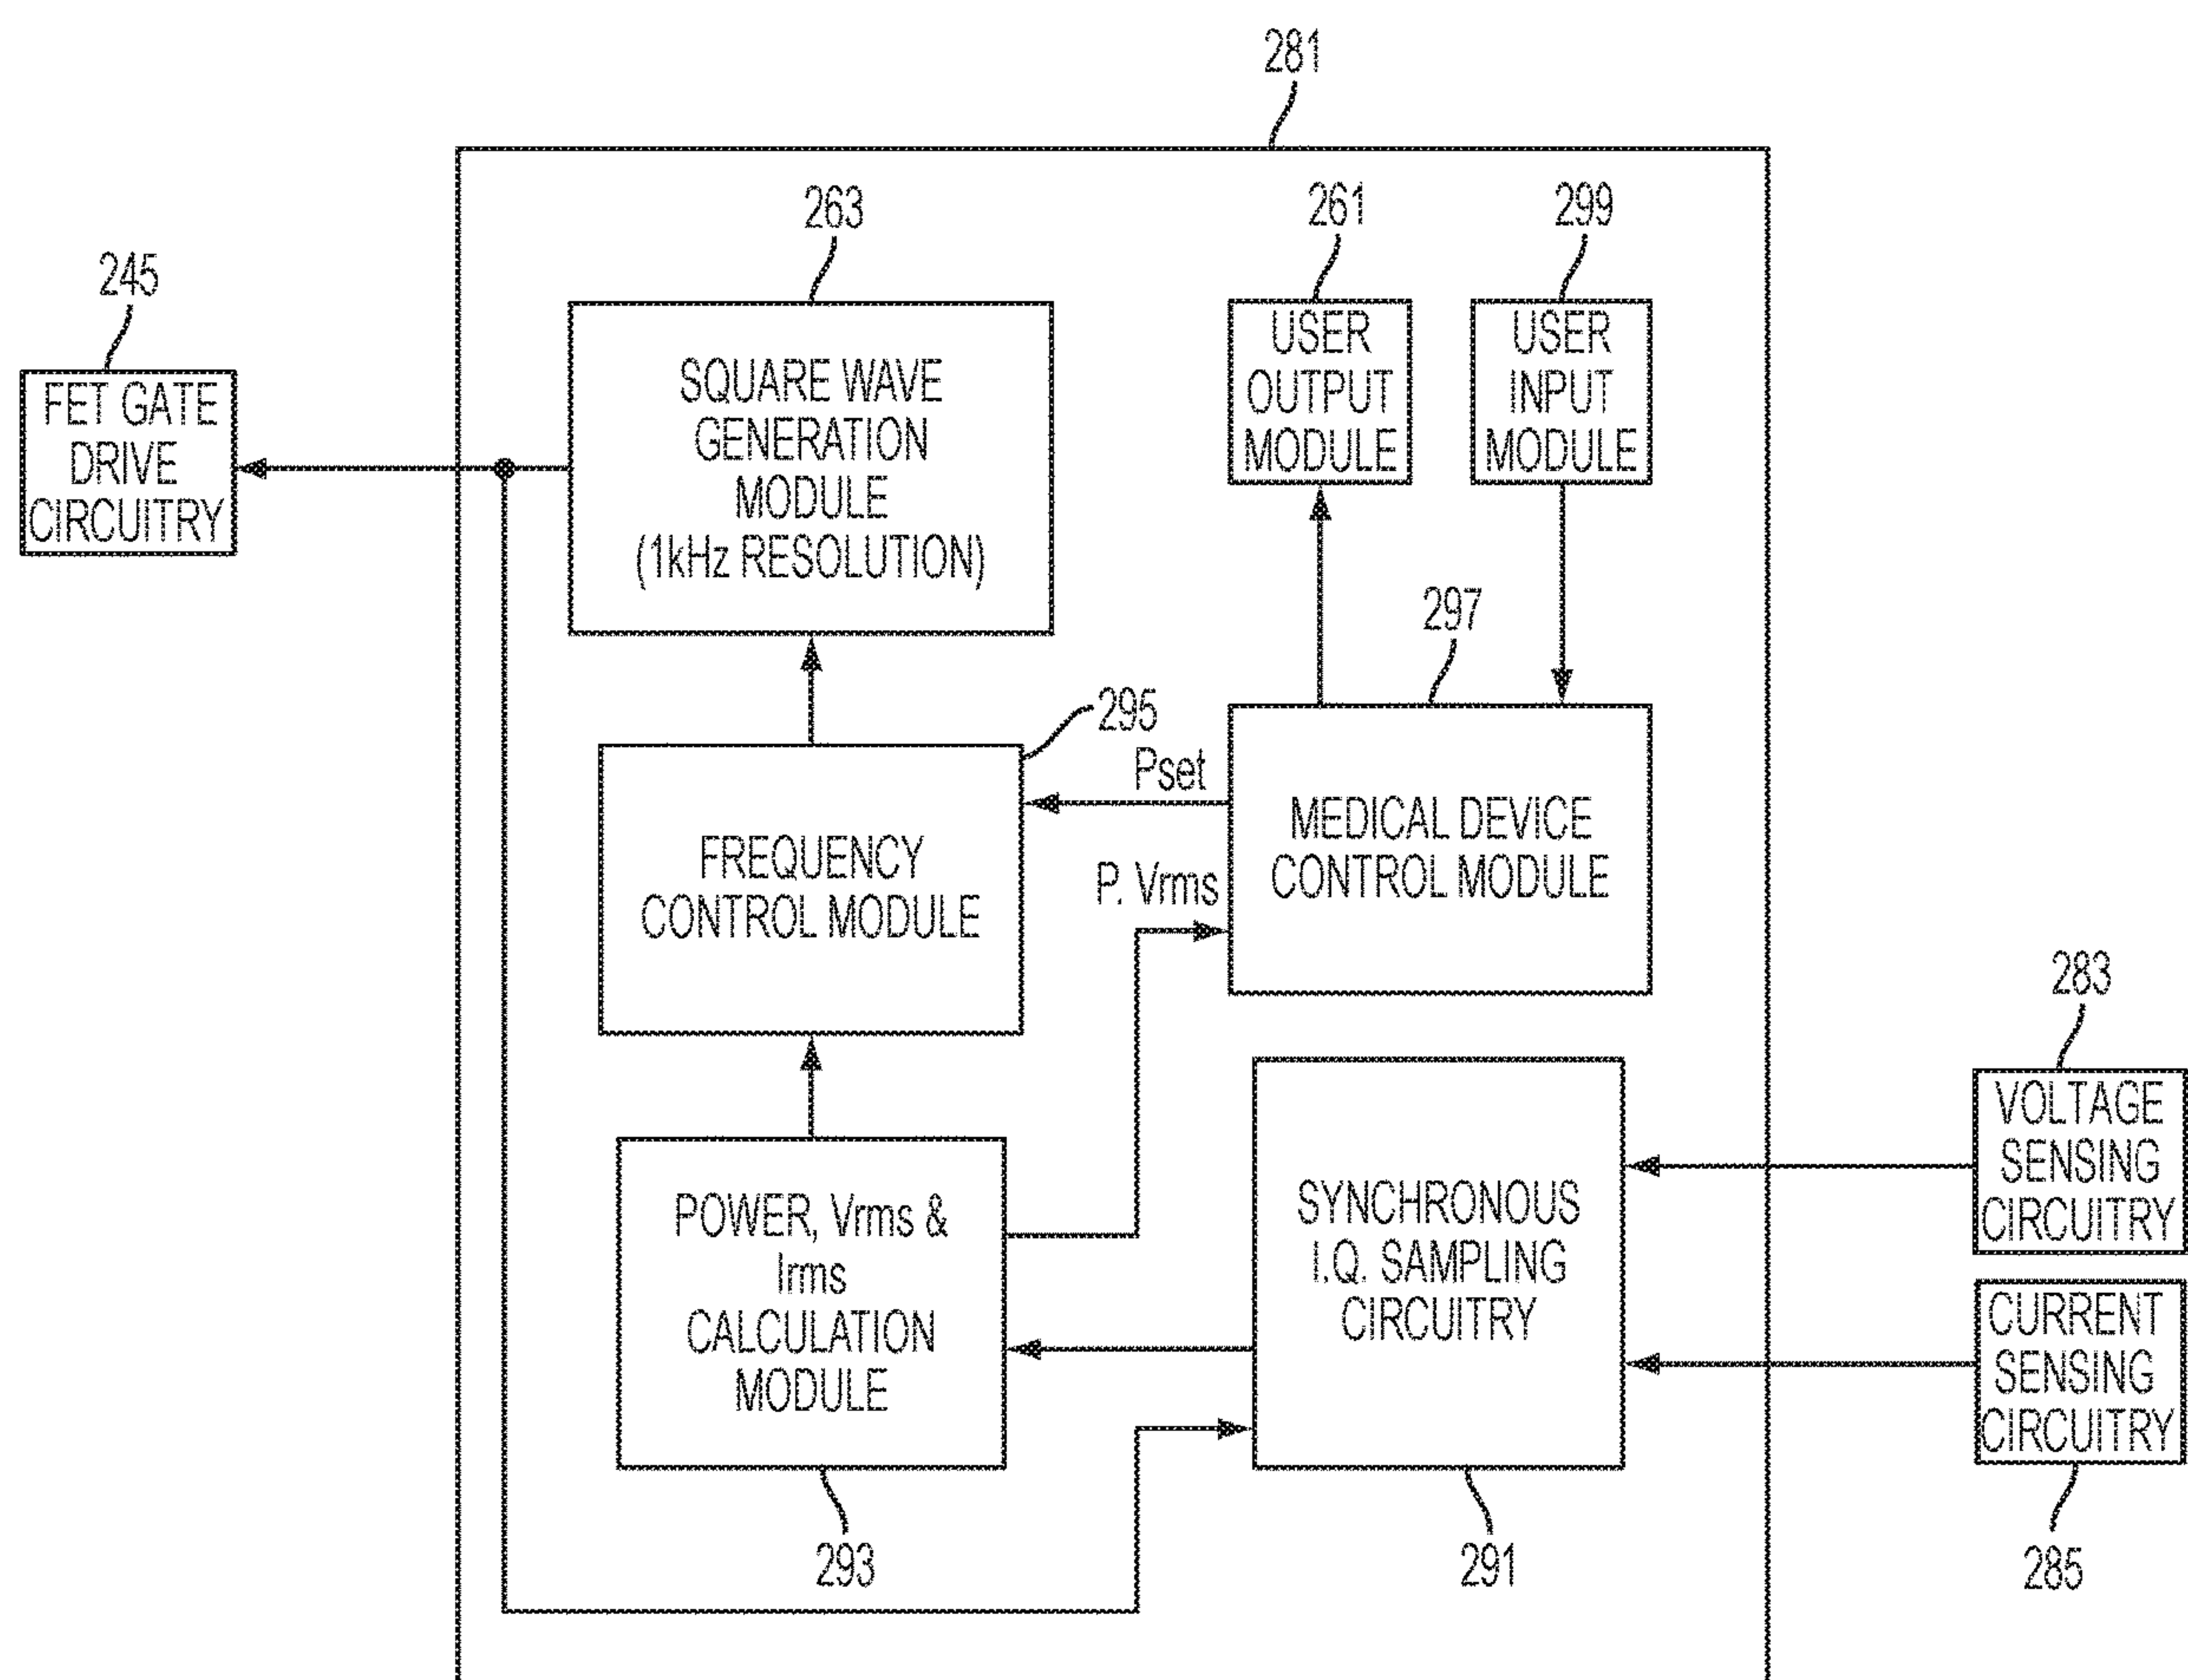 281
263
261
299
245
FET GATE
DRIVE
CIRCUITRY
SQUARE WAVE
GENERATION
MODULE
(1kHz RESOLUTION)
USER
OUTPUT
MODULE
USER
INPUT
MODULE
297
295
Pset
FREQUENCY
CONTROL MODULE
P. Vrms
MEDICAL DEVICE
CONTROL MODULE
283
VOLTAGE
SENSING
CIRCUITRY
POWER, Vrms &
Irms
CALCULATION
MODULE
SYNCHRONOUS
I.Q. SAMPLING
CIRCUITRY
CURRENT
SENSING
CIRCUITRY
293
291
285